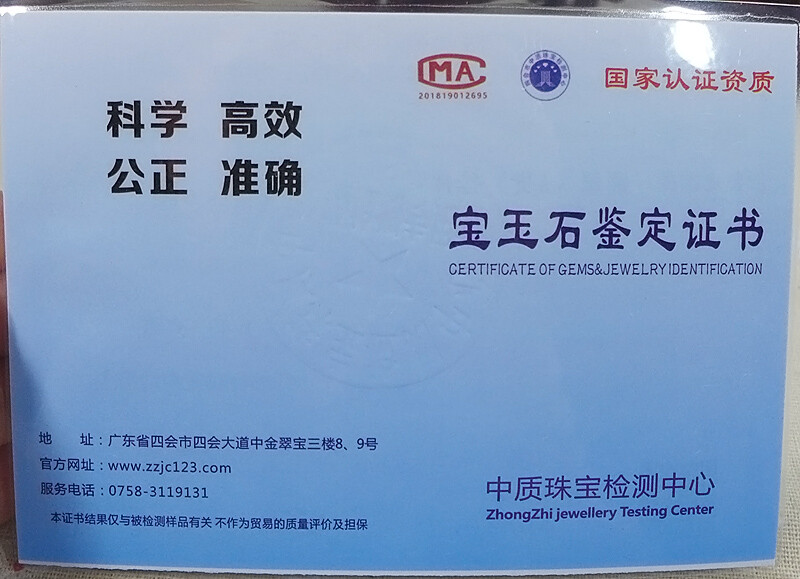 CMA
201819012695
国家认证资质
科学 高效
公正 准确
宝玉石鉴定证书
CERTIFICATE OF GEMS&JEWELRY IDENTIFICATION
地 址：广东省四会市四会大道中金翠宝三楼8、9号
官方网址：www.zzjc123.com
服务电话：0758-3119131
本证书结果仅与被检测样品有关 不作为贸易的质量评价及担保
中质珠宝检测中心
ZhongZhi jewellery Testing Center